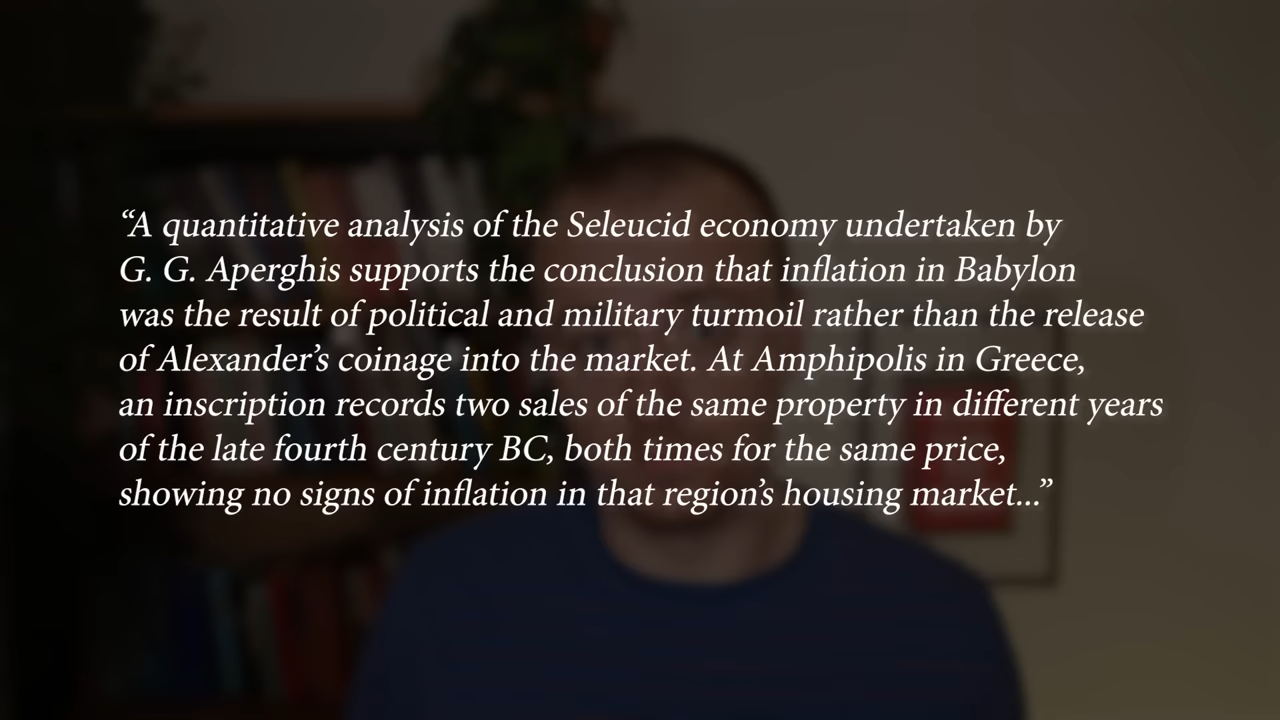 “A quantitative analysis of the Seleucid economy undertaken by
G. G. Aperghis supports the conclusion that inflation in Babylon
was the result of political and military turmoil rather than the release
of Alexander’s coinage into the market. At Amphipolis in Greece,
an inscription records two sales of the same property in different years
of the late fourth century BC, both times for the same price,
showing no signs of inflation in that region’s housing market...”